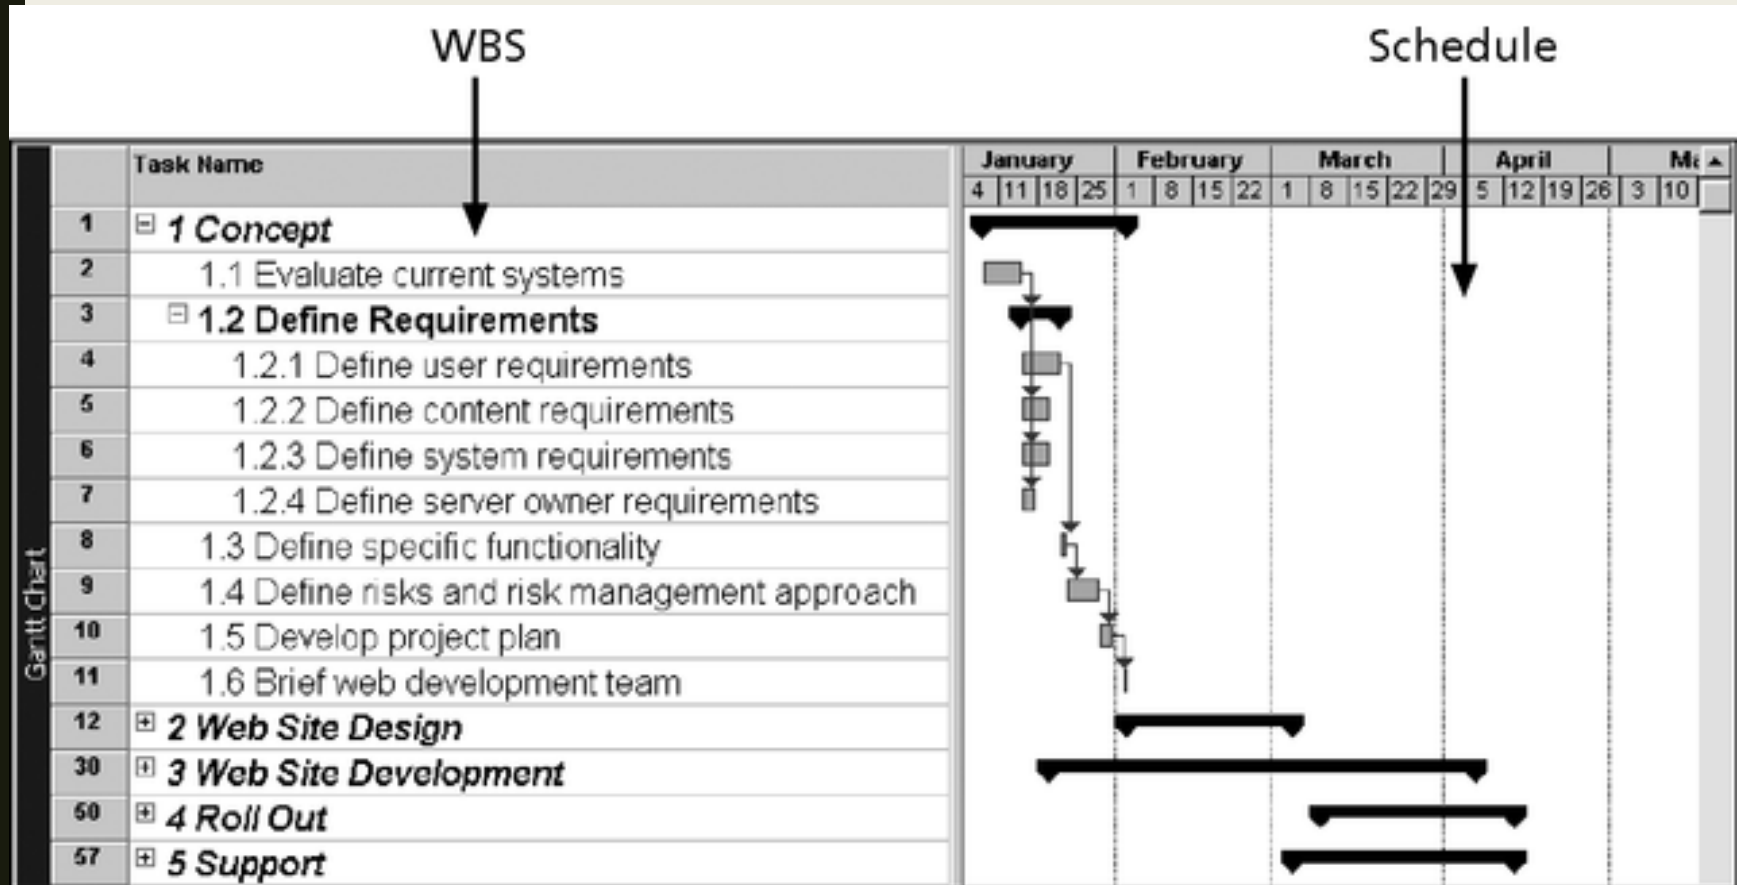 WBS
Schedule
Task Name
January February March April Ma
4 11 18 25 1 8 15 22 1 8 15 22 29 5 12 19 26 3 10
1 1 Concept
2 1.1 Evaluate current systems
3 1.2 Define Requirements
4 1.2.1 Define user requirements
5 1.2.2 Define content requirements
6 1.2.3 Define system requirements
7 1.2.4 Define server owner requirements
8 1.3 Define specific functionality
9 1.4 Define risks and risk management approach
10 1.5 Develop project plan
11 1.6 Brief web development team
12 2 Web Site Design
30 3 Web Site Development
50 4 Roll Out
57 5 Support
Gantt Chart